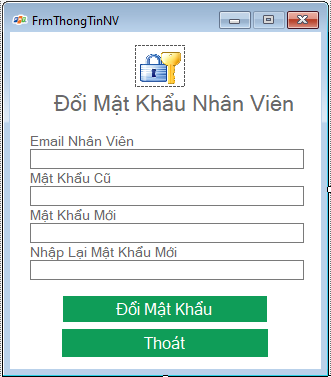 FrmThongTinNV
Đổi Mật Khẩu Nhân Viên
Email Nhân Viên
Mật Khẩu Cũ
Mật Khẩu Mới
Nhập Lại Mật Khẩu Mới
Đổi Mật Khẩu
Thoát